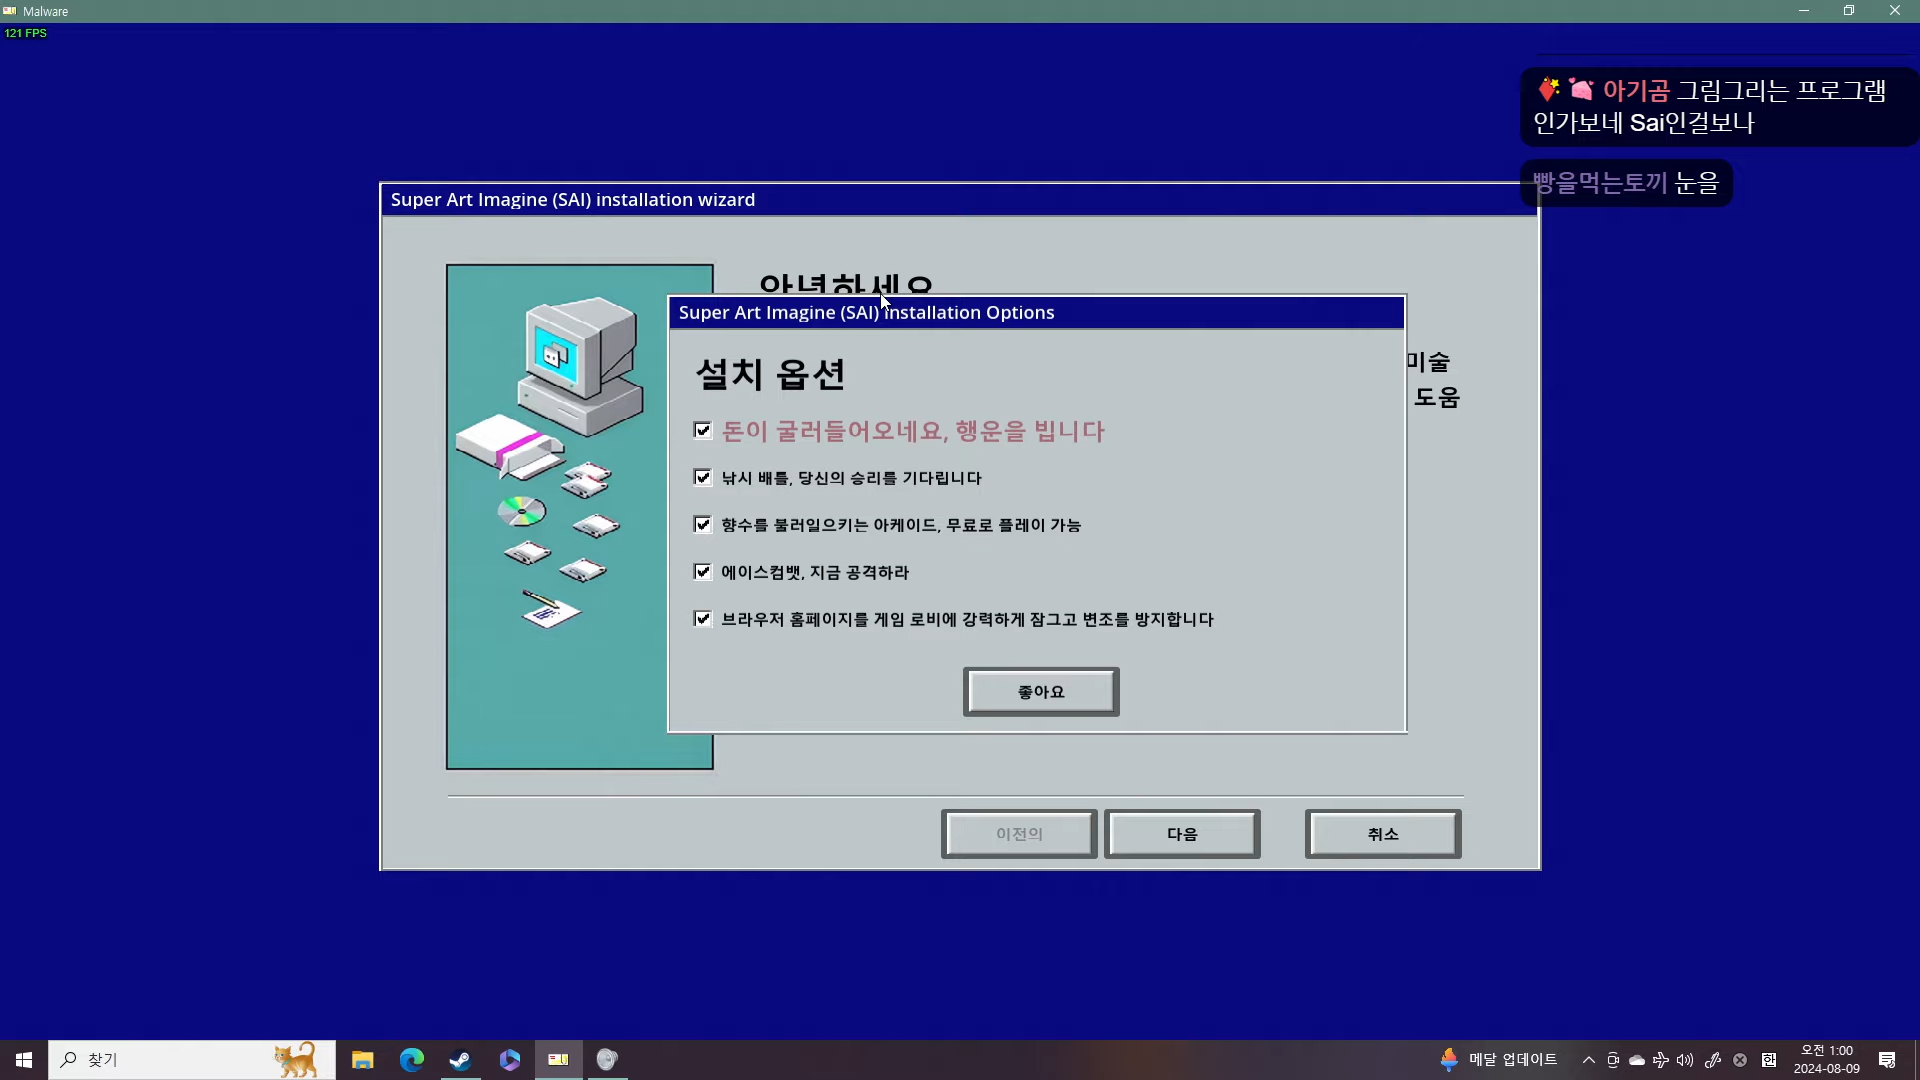 Malware
121 FPS
아기곰 그림그리는 프로그램
인가보네 Sai인걸보나
빵을먹는토끼 눈을
Super Art Imagine (SAI) installation wizard
안녕하세요
Super Art Imagine (SAI) installation Options
미술
도움
설치 옵션
돈이 굴러들어오네요, 행운을 빕니다
낚시 배틀, 당신의 승리를 기다립니다
향수를 불러일으키는 아케이드, 무료로 플레이 가능
에이스컴뱃, 지금 공격하라
브라우저 홈페이지를 게임 로비에 강력하게 잠그고 변조를 방지합니다
좋아요
이전의
다음
취소
찾기
메달 업데이트
한
오전 1:00
2024-08-09